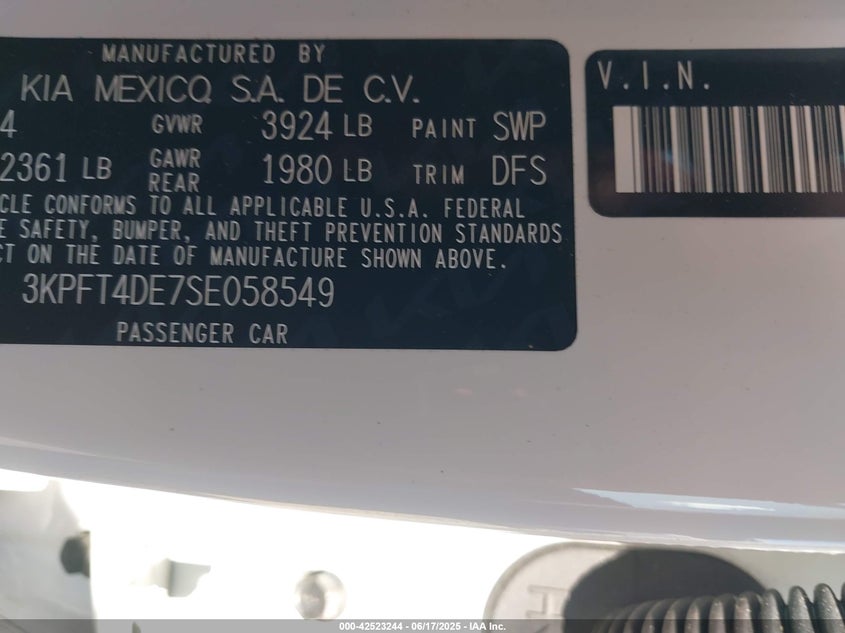 MANUFACTURED BY
KIA MEXICO, S.A. DE C.V.
4 GVWR 3924 LB PAINT SWP
2361 LB GAWR REAR 1980 LB TRIM DFS
CLE CONFORMS TO ALL APPLICABLE U.S.A. FEDERAL
E SAFETY, BUMPER, AND THEFT PREVENTION STANDARDS
CT ON THE DATE OF MANUFACTURE SHOWN ABOVE.
3KPFT4DE7SE058549
PASSENGER CAR
V.I.N.
000-42523244 - 06/17/2025 - IAA Inc.